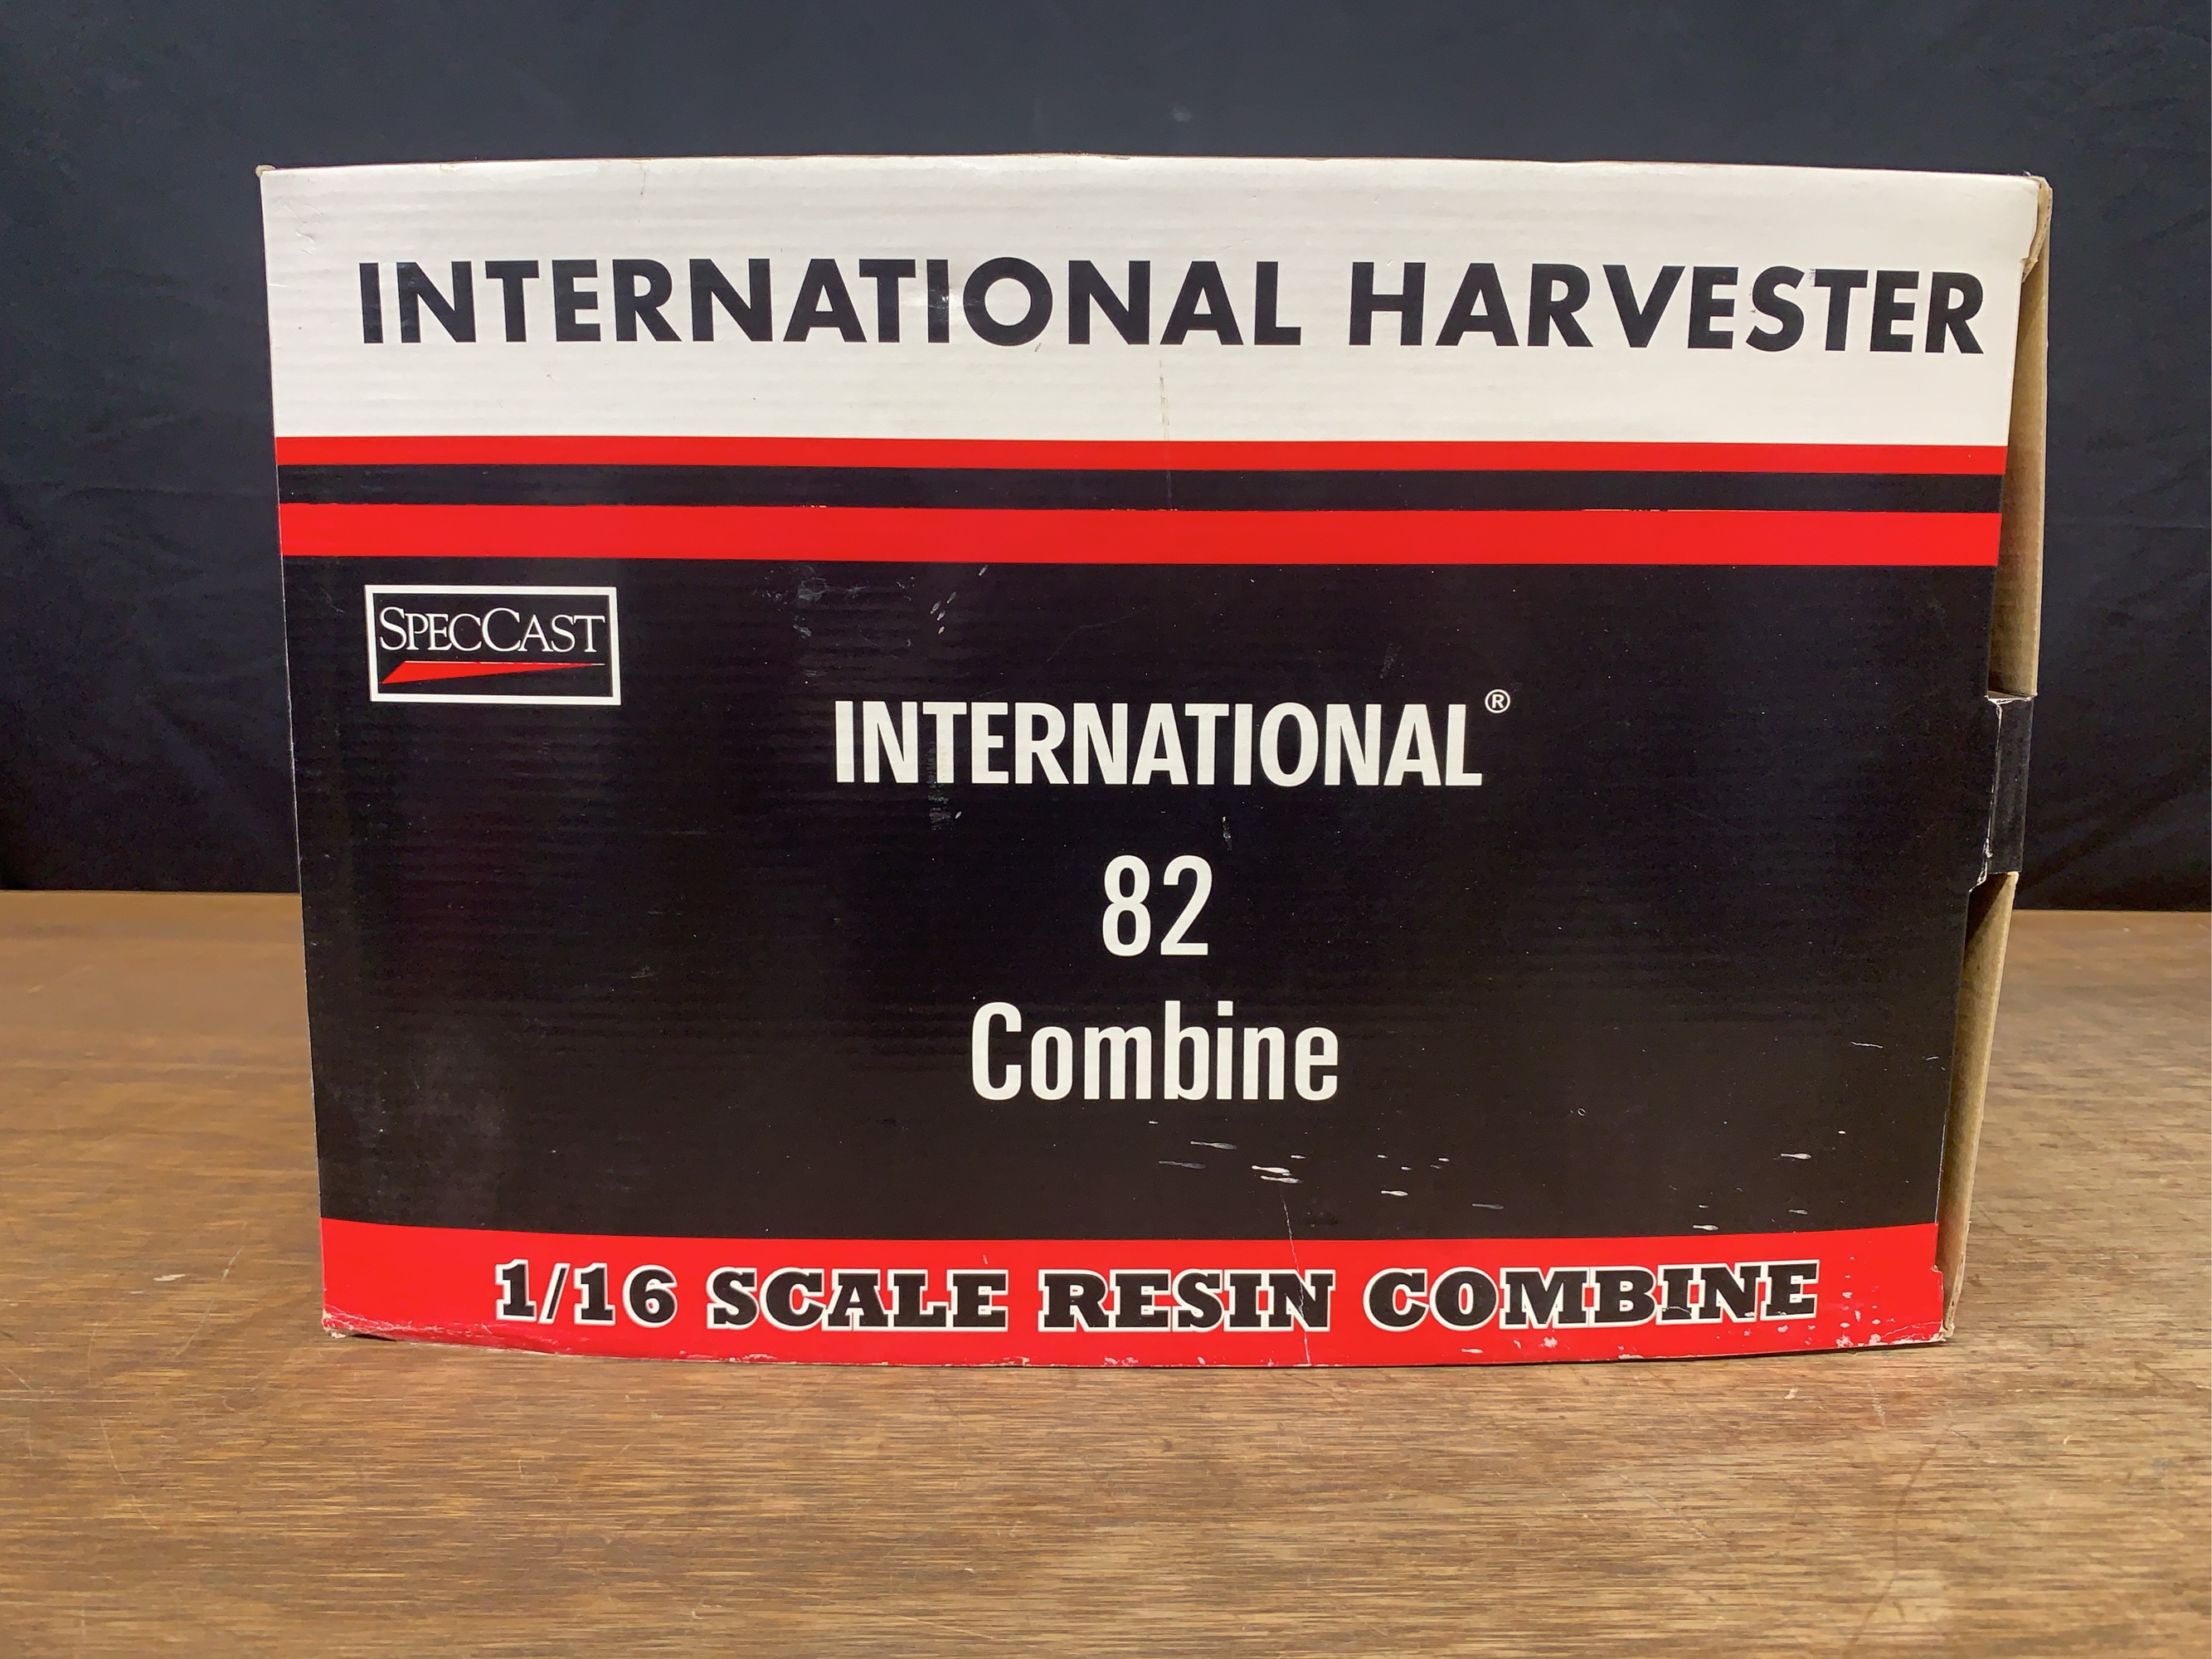 INTERNATIONAL HARVESTER
SPECCAST
INTERNATIONAL®
82
Combine
1/16 SCALE RESIN COMBINE